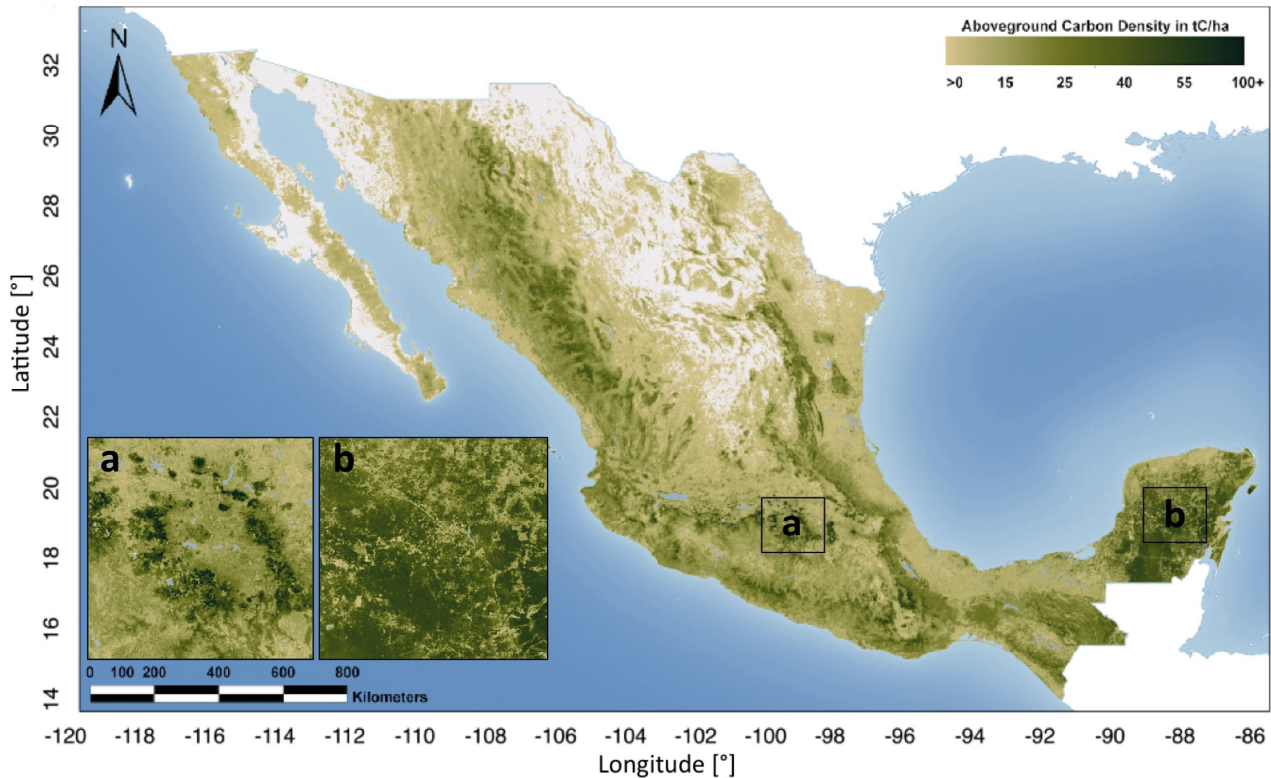 Aboveground Carbon Density in tC/ha
>0 15 25 40 55 100+
N
32
30
28
26
24
22
20
18
16
14
Latitude [°]
a
b
a
b
0 100 200 400 600 800
Kilometers
-120 -118 -116 -114 -112 -110 -108 -106 -104 -102 -100 -98 -96 -94 -92 -90 -88 -86
Longitude [°]